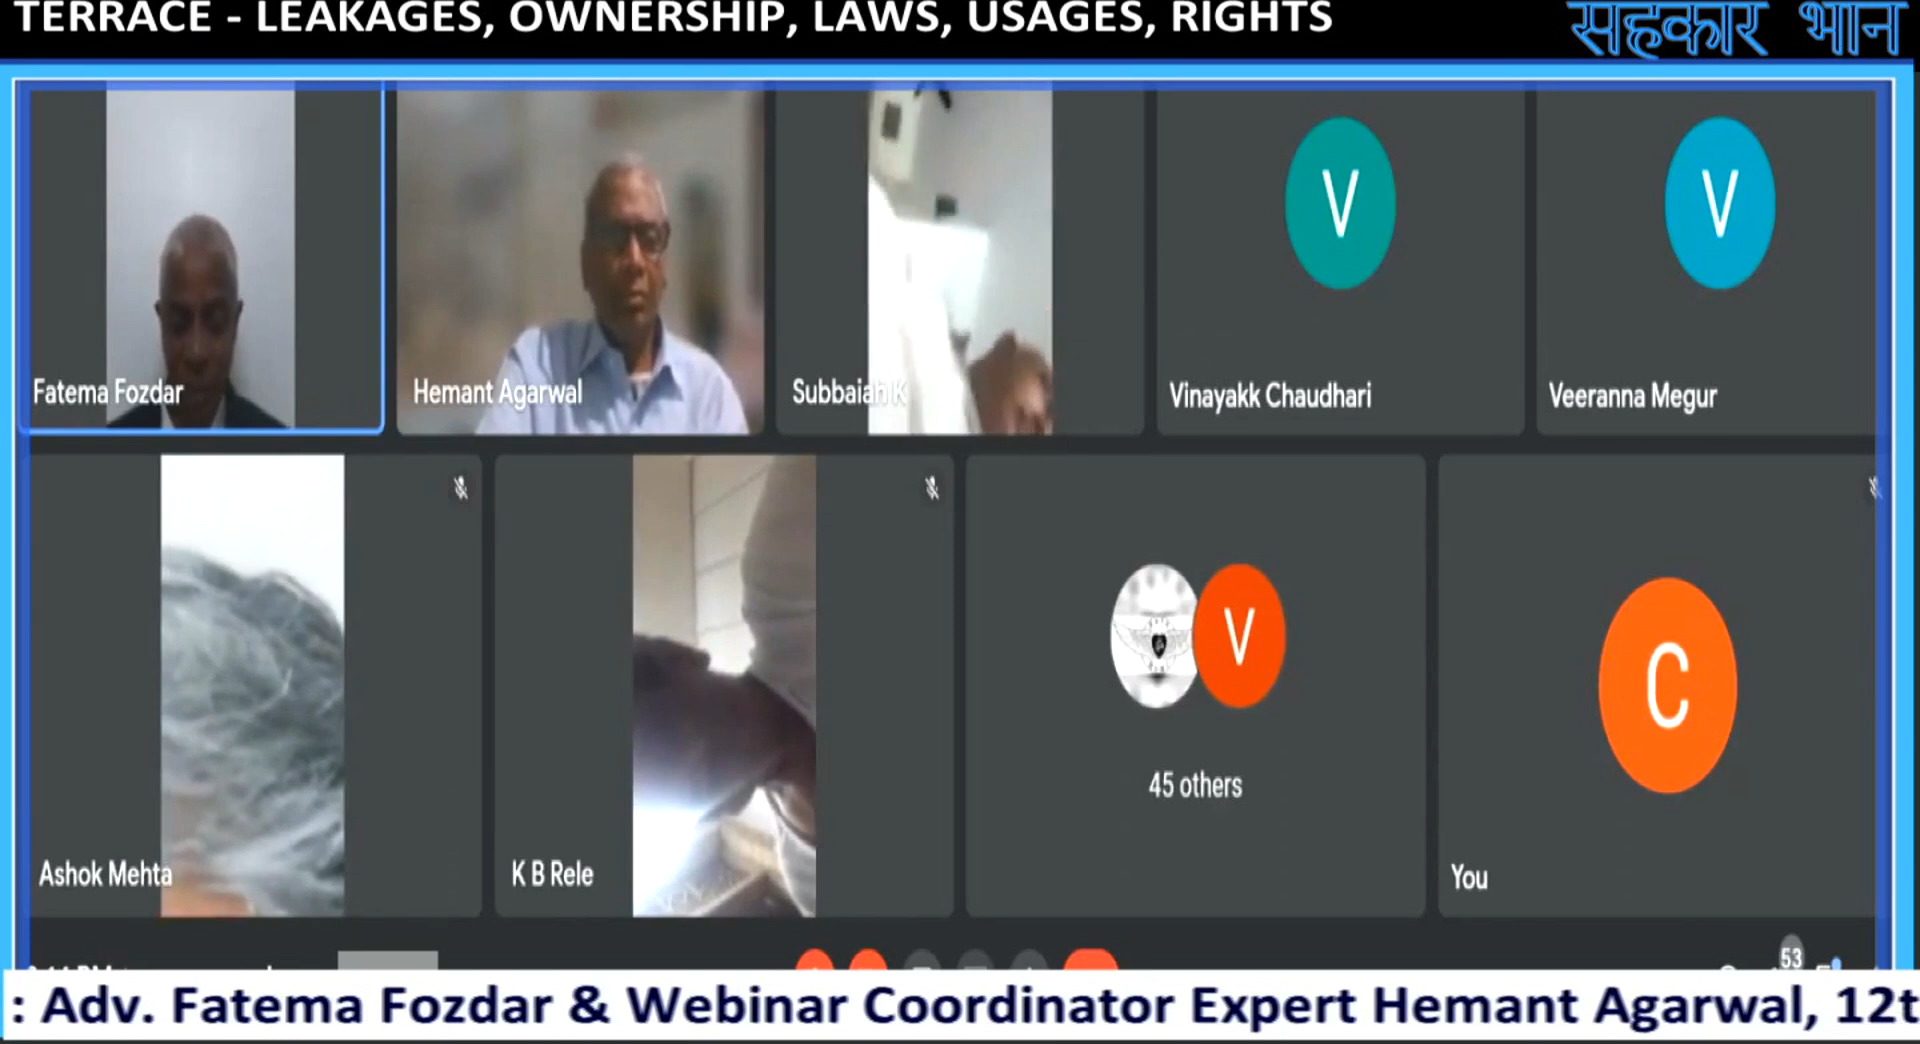 TERRACE - LEAKAGES, OWNERSHIP, LAWS, USAGES, RIGHTS
सहकार भान
V
V
Fatema Fozdar
Hemant Agarwal
Subbaiah K
Vinayakk Chaudhari
Veeranna Megur
V
C
45 others
Ashok Mehta
K B Rele
You
53
: Adv. Fatema Fozdar & Webinar Coordinator Expert Hemant Agarwal, 12t